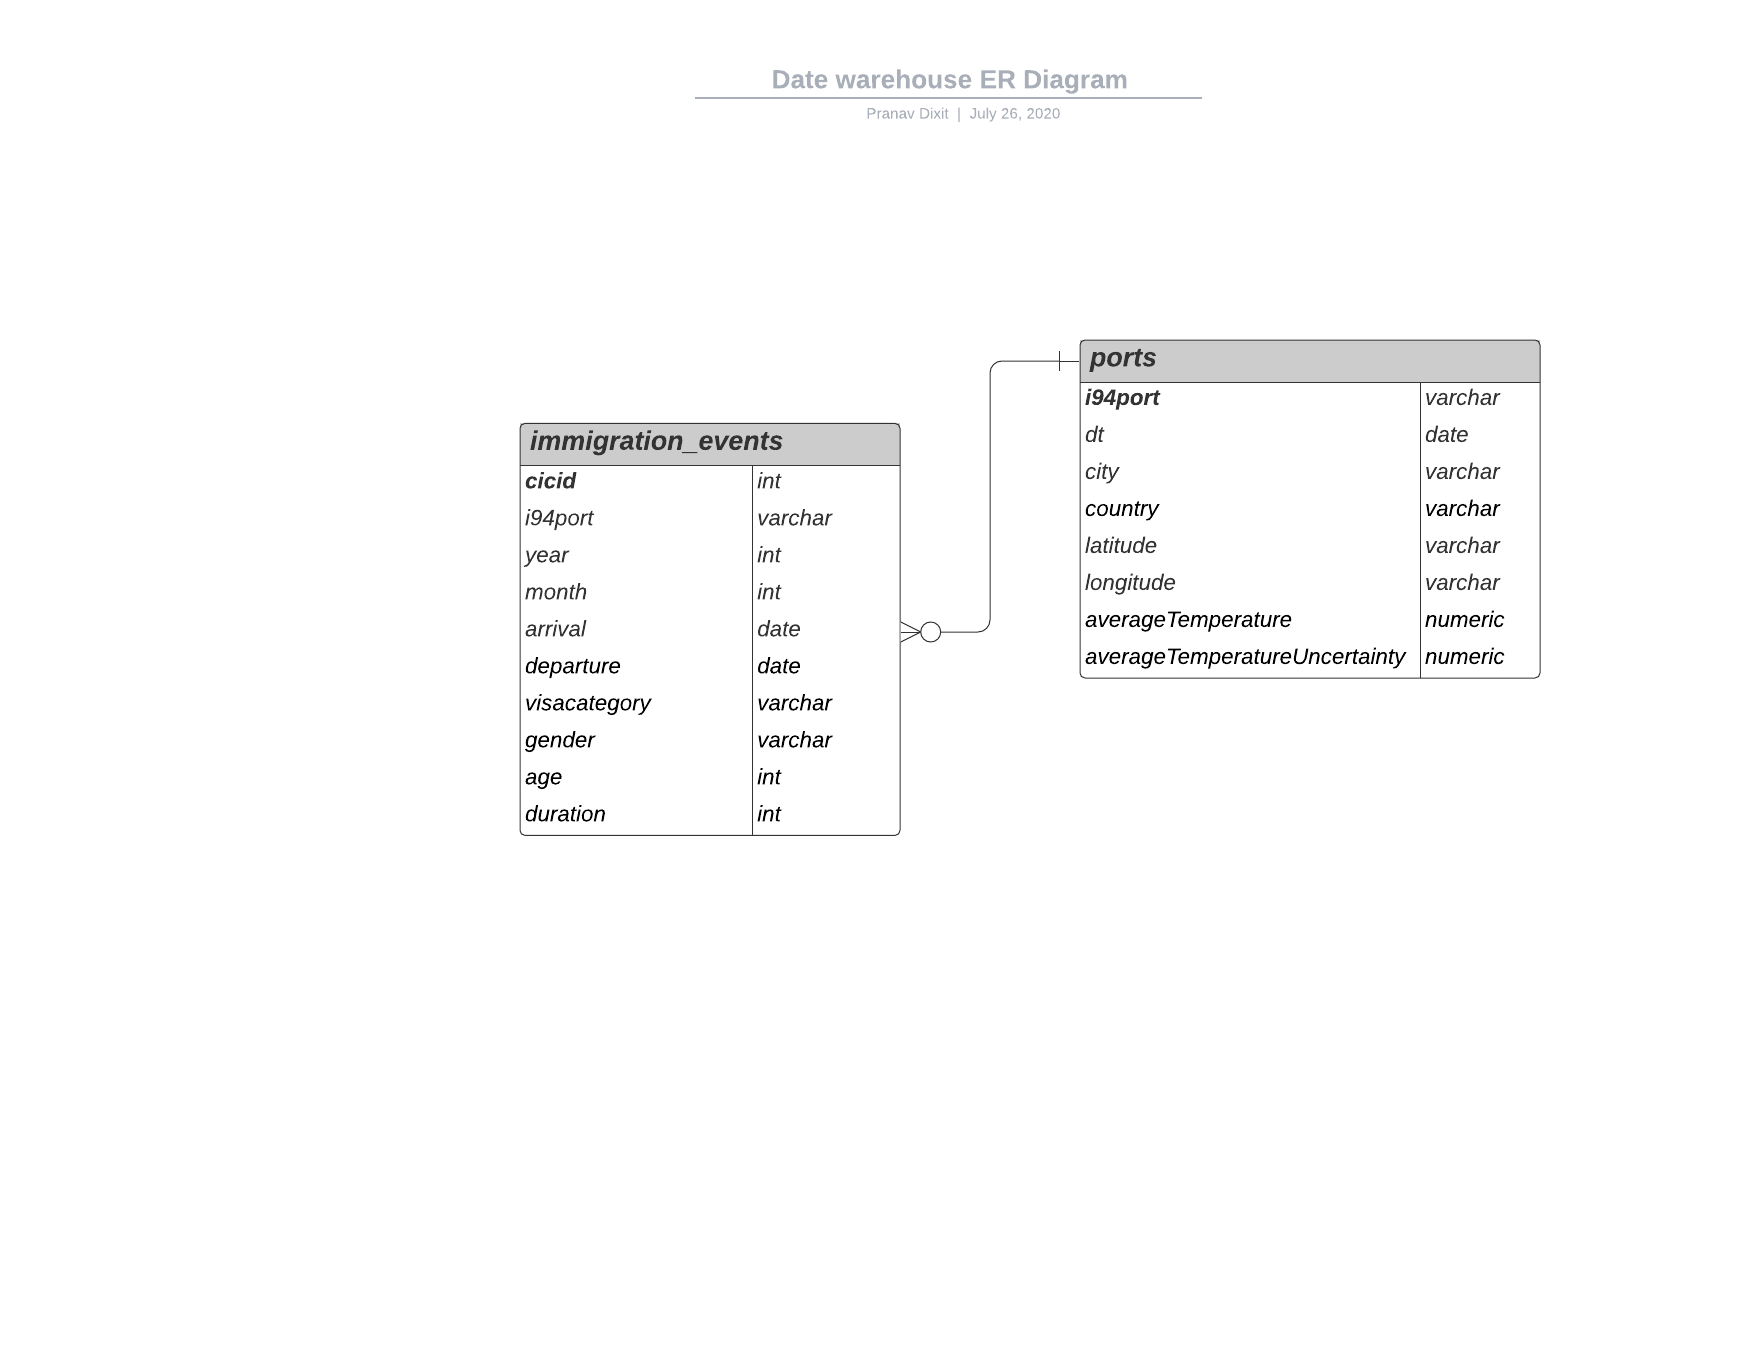 Date warehouse ER Diagram
Pranav Dixit | July 26, 2020
immigration_events
cicid int
i94port varchar
year int
month int
arrival date
departure date
visacategory varchar
gender varchar
age int
duration int
ports
i94port varchar
dt date
city varchar
country varchar
latitude varchar
longitude varchar
averageTemperature numeric
averageTemperatureUncertainty numeric